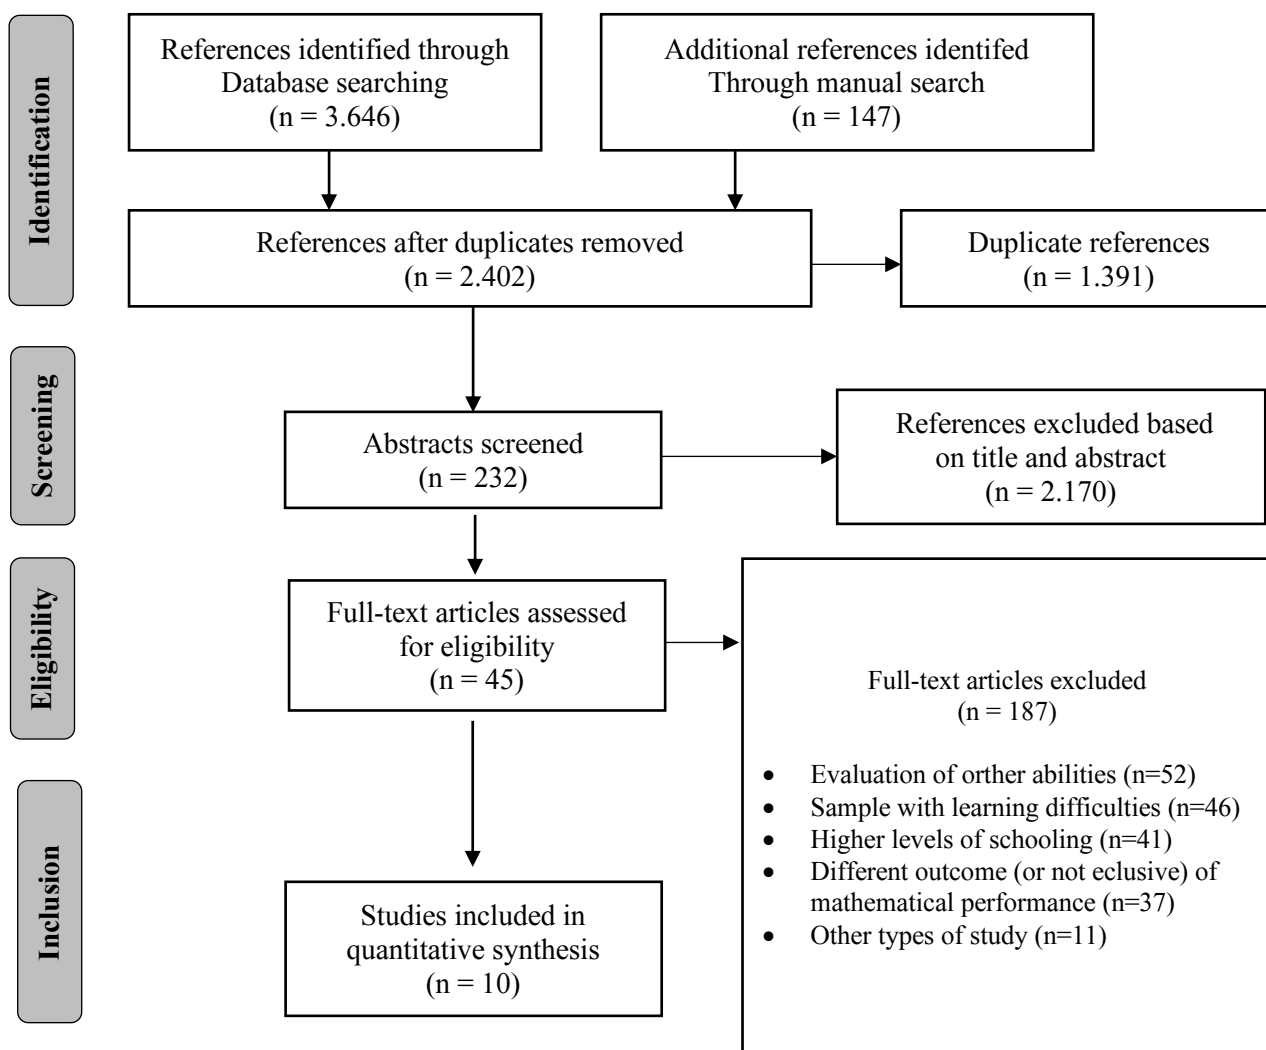 Identification
References identified through
Database searching
(n = 3.646)
Additional references identifed
Through manual search
(n = 147)
References after duplicates removed
(n = 2.402)
Duplicate references
(n = 1.391)
Screening
Abstracts screened
(n = 232)
References excluded based
on title and abstract
(n = 2.170)
Eligibility
Full-text articles assessed
for eligibility
(n = 45)
Full-text articles excluded
(n = 187)
• Evaluation of orther abilities (n=52)
• Sample with learning difficulties (n=46)
• Higher levels of schooling (n=41)
• Different outcome (or not eclusive) of
mathematical performance (n=37)
• Other types of study (n=11)
Inclusion
Studies included in
quantitative synthesis
(n = 10)